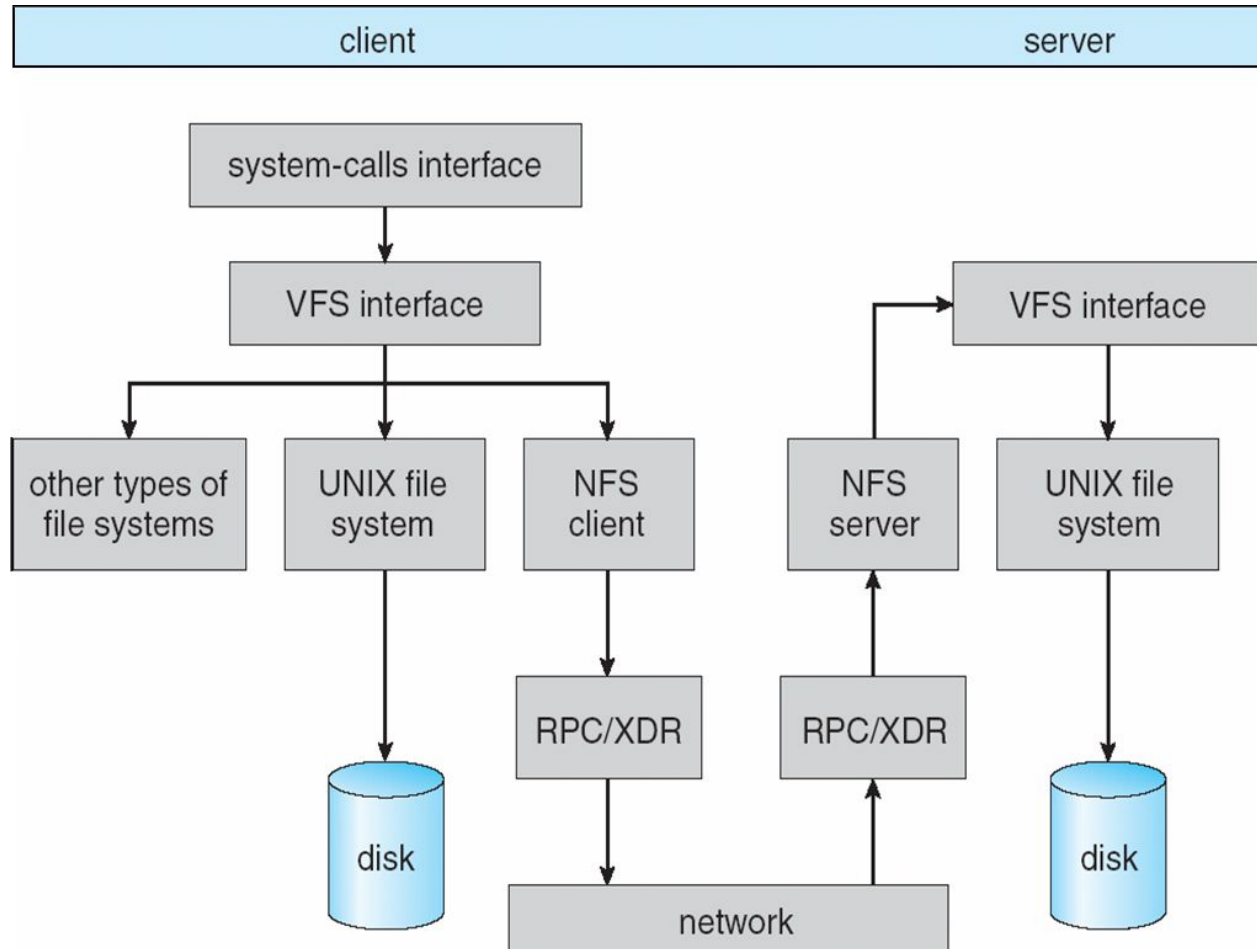 client
server
system-calls interface
VFS interface
VFS interface
other types of
file systems
UNIX file
system
NFS
client
NFS
server
UNIX file
system
RPC/XDR
RPC/XDR
disk
disk
network